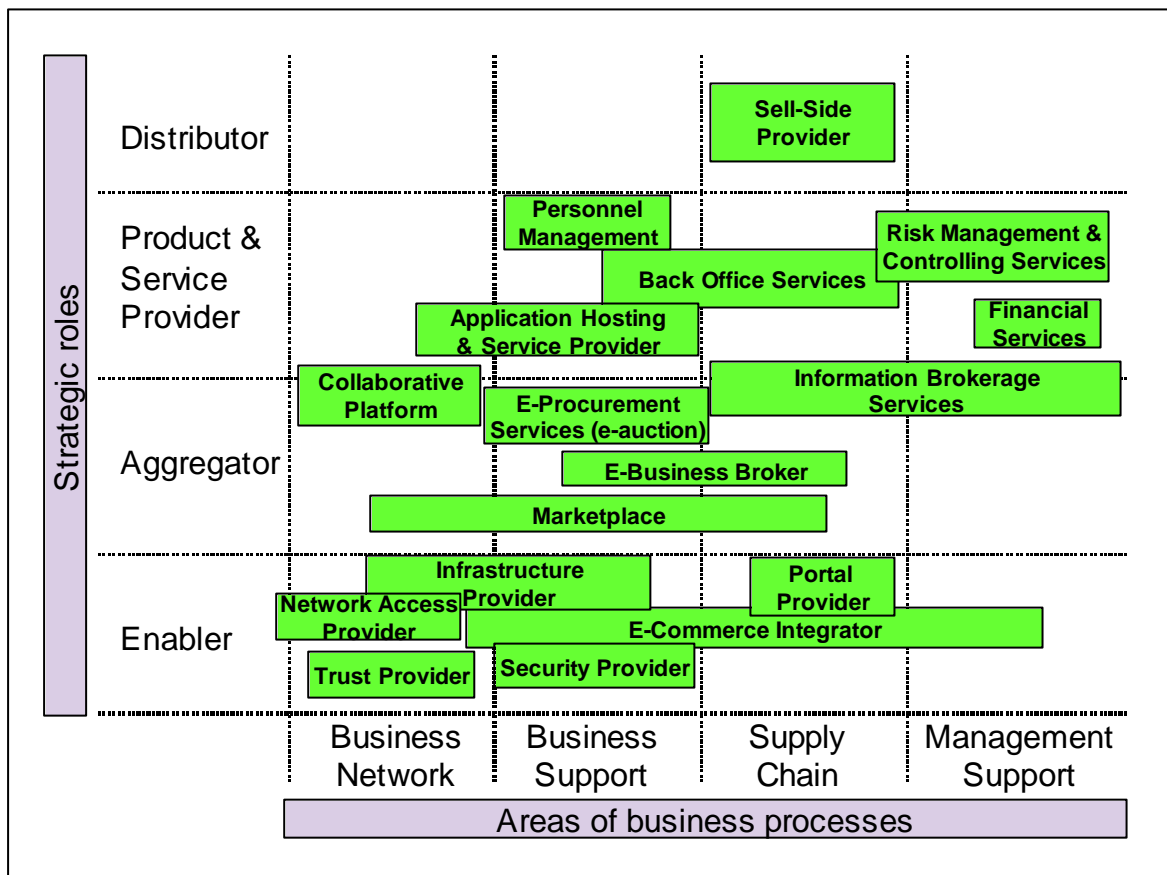 Strategic roles
Distributor
Sell-Side
Provider
Product &
Service
Provider
Personnel
Management
Risk Management &
Controlling Services
Back Office Services
Application Hosting
& Service Provider
Financial
Services
Collaborative
Platform
Information Brokerage
Services
Aggregator
E-Procurement
Services (e-auction)
E-Business Broker
Marketplace
Enabler
Infrastructure
Provider
Portal
Provider
Network Access
Provider
E-Commerce Integrator
Trust Provider
Security Provider
Business
Network
Business
Support
Supply
Chain
Management
Support
Areas of business processes